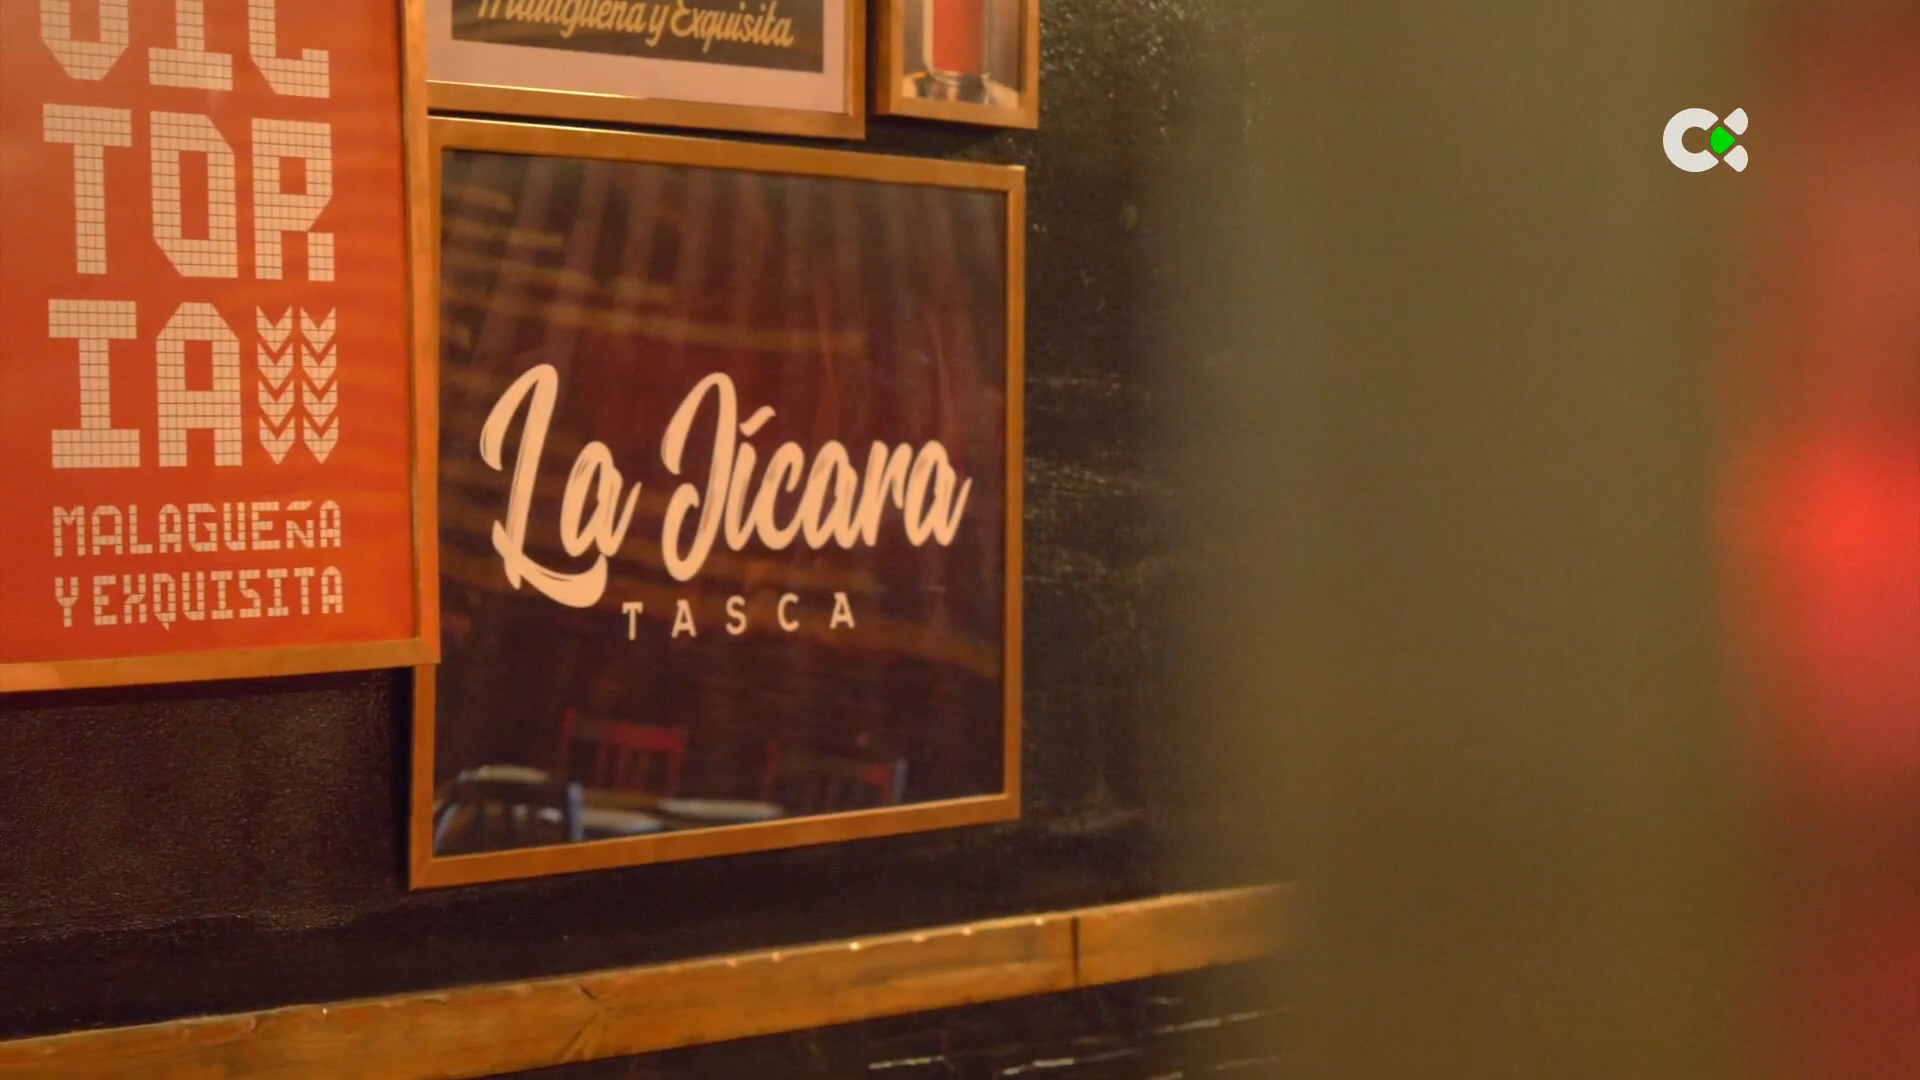 VIC
TOR
IA
MALAGUEÑA
Y EXQUISITA
Malagueña y Exquisita
La Jícara
TASCA